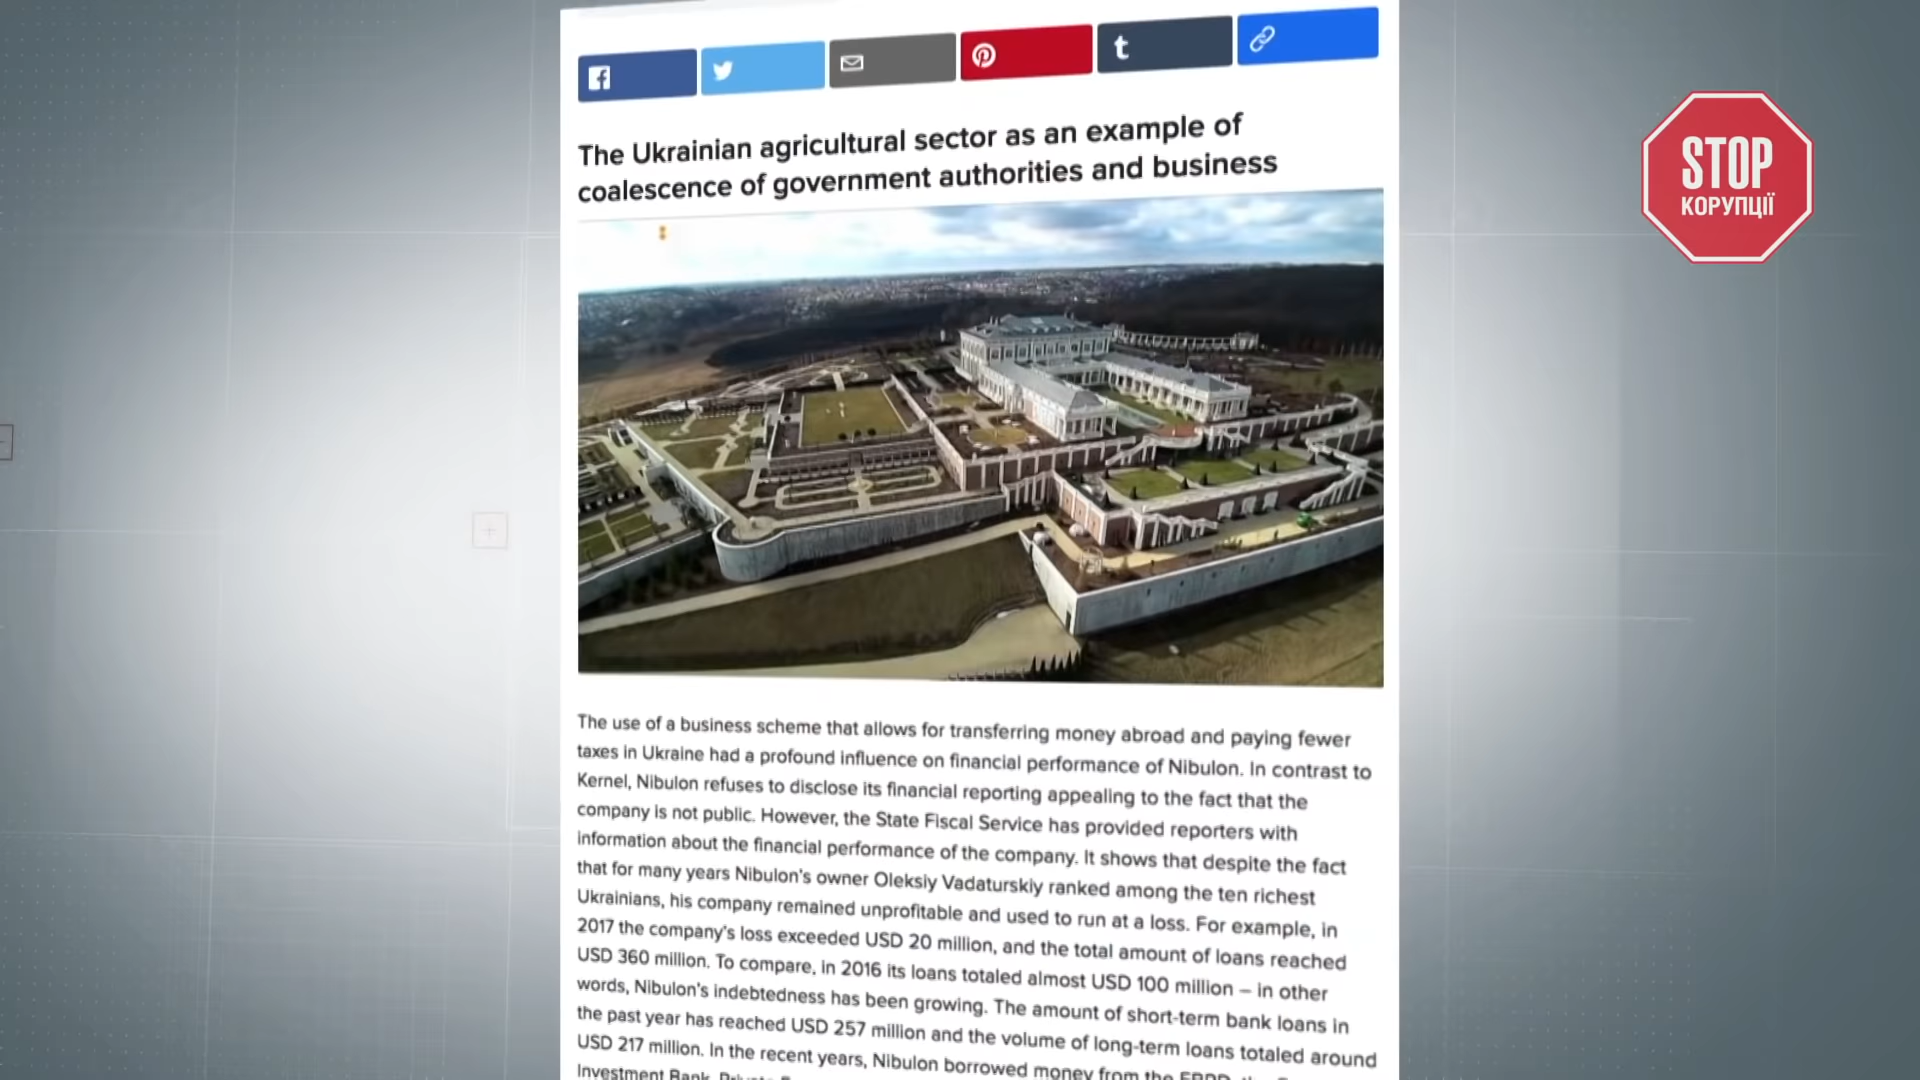 The Ukrainian agricultural sector as an example of
coalescence of government authorities and business
STOP
КОРУПЦІЇ
The use of a business scheme that allows for transferring money abroad and paying fewer
taxes in Ukraine had a profound influence on financial performance of Nibulon. In contrast to
Kernel, Nibulon refuses to disclose its financial reporting appealing to the fact that the
company is not public. However, the State Fiscal Service has provided reporters with
information about the financial performance of the company. It shows that despite the fact
that for many years Nibulon's owner Oleksiy Vadaturskiy ranked among the ten richest
Ukrainians, his company remained unprofitable and used to run at a loss. For example, in
2017 the company's loss exceeded USD 20 million, and the total amount of loans reached
USD 360 million. To compare, in 2016 its loans totaled almost USD 100 million – in other
words, Nibulon's indebtedness has been growing. The amount of short-term bank loans in
the past year has reached USD 257 million and the volume of long-term loans totaled around
USD 217 million. In the recent years, Nibulon borrowed money from the EBRD, the
Investment Bank,